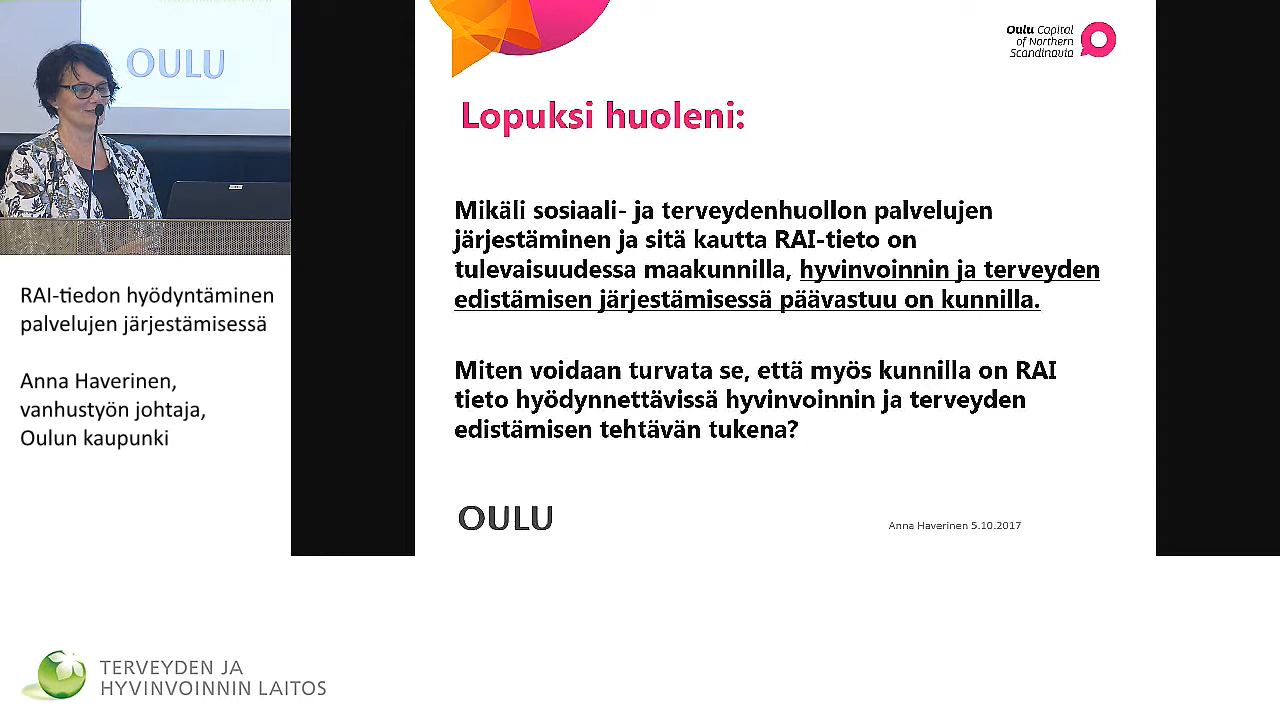 OULU
RAI-tiedon hyödyntäminen
palvelujen järjestämisessä
Anna Haverinen,
vanhustyön johtaja,
Oulun kaupunki
Oulu Capital
of Northern
Scandinavia
Lopuksi huoleni:
Mikäli sosiaali- ja terveydenhuollon palvelujen
järjestäminen ja sitä kautta RAI-tieto on
tulevaisuudessa maakunnilla, hyvinvoinnin ja terveyden
edistämisen järjestämisessä päävastuu on kunnilla.
Miten voidaan turvata se, että myös kunnilla on RAI
tieto hyödynnettävissä hyvinvoinnin ja terveyden
edistämisen tehtävän tukena?
OULU
Anna Haverinen 5.10.2017
TERVEYDEN JA
HYVINVOINNIN LAITOS